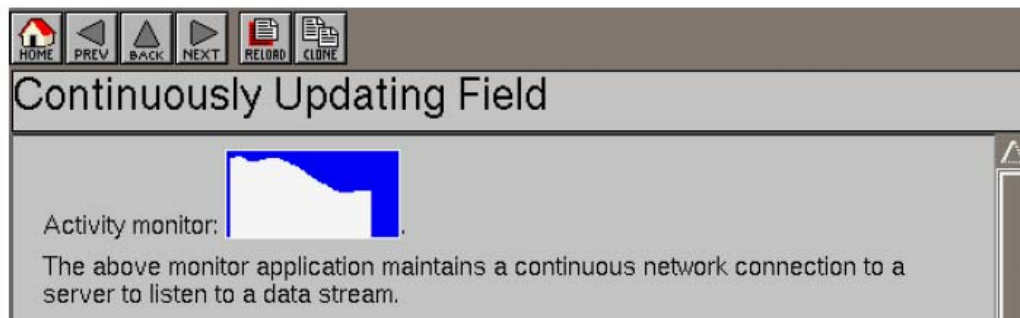 HOME PREV BACK NEXT RELOAD CLONE
Continuously Updating Field
Activity monitor: .
The above monitor application maintains a continuous network connection to a
server to listen to a data stream.